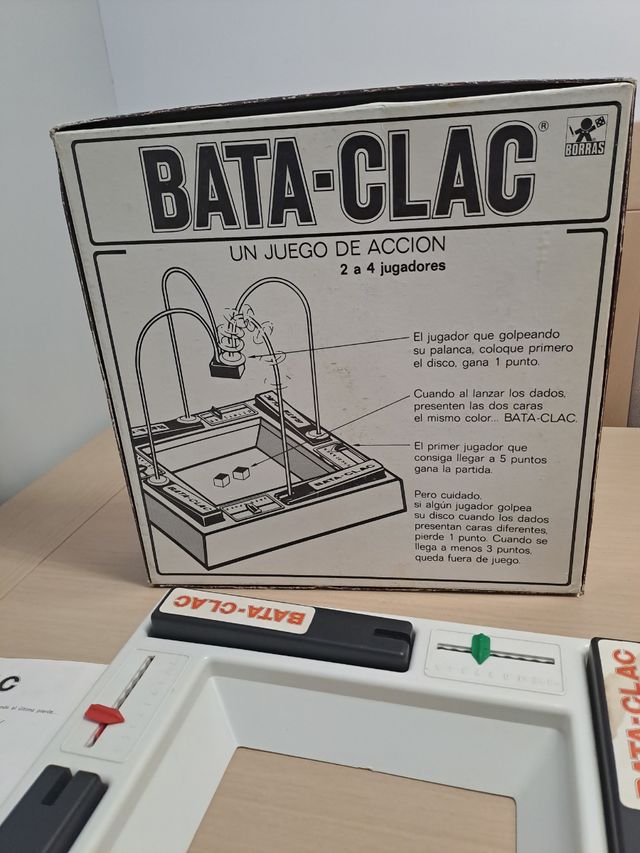 BATA-CLAC®
BORRAS
UN JUEGO DE ACCION
2 a 4 jugadores
El jugador que golpeando
su palanca, coloque primero
el disco, gana 1 punto.
Cuando al lanzar los dados,
presenten las dos caras
el mismo color... BATA-CLAC.
El primer jugador que
consiga llegar a 5 puntos
gana la partida.
Pero cuidado.
si algún jugador golpea
su disco cuando los dados
presentan caras diferentes,
pierde 1 punto. Cuando se
llega a menos 3 puntos,
queda fuera de juego.
BATA-CLAC
BATA-CLAC
BATA-CLAC
BATA-CLAC
C